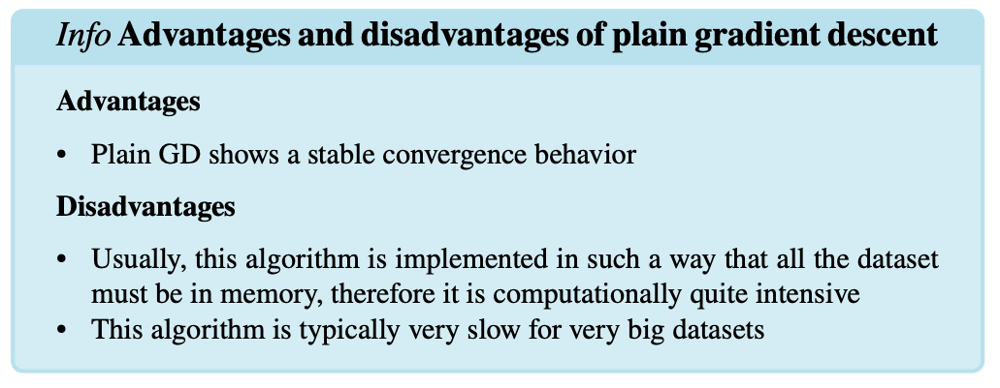 Info Advantages and disadvantages of plain gradient descent
Advantages
• Plain GD shows a stable convergence behavior
Disadvantages
• Usually, this algorithm is implemented in such a way that all the dataset
must be in memory, therefore it is computationally quite intensive
• This algorithm is typically very slow for very big datasets